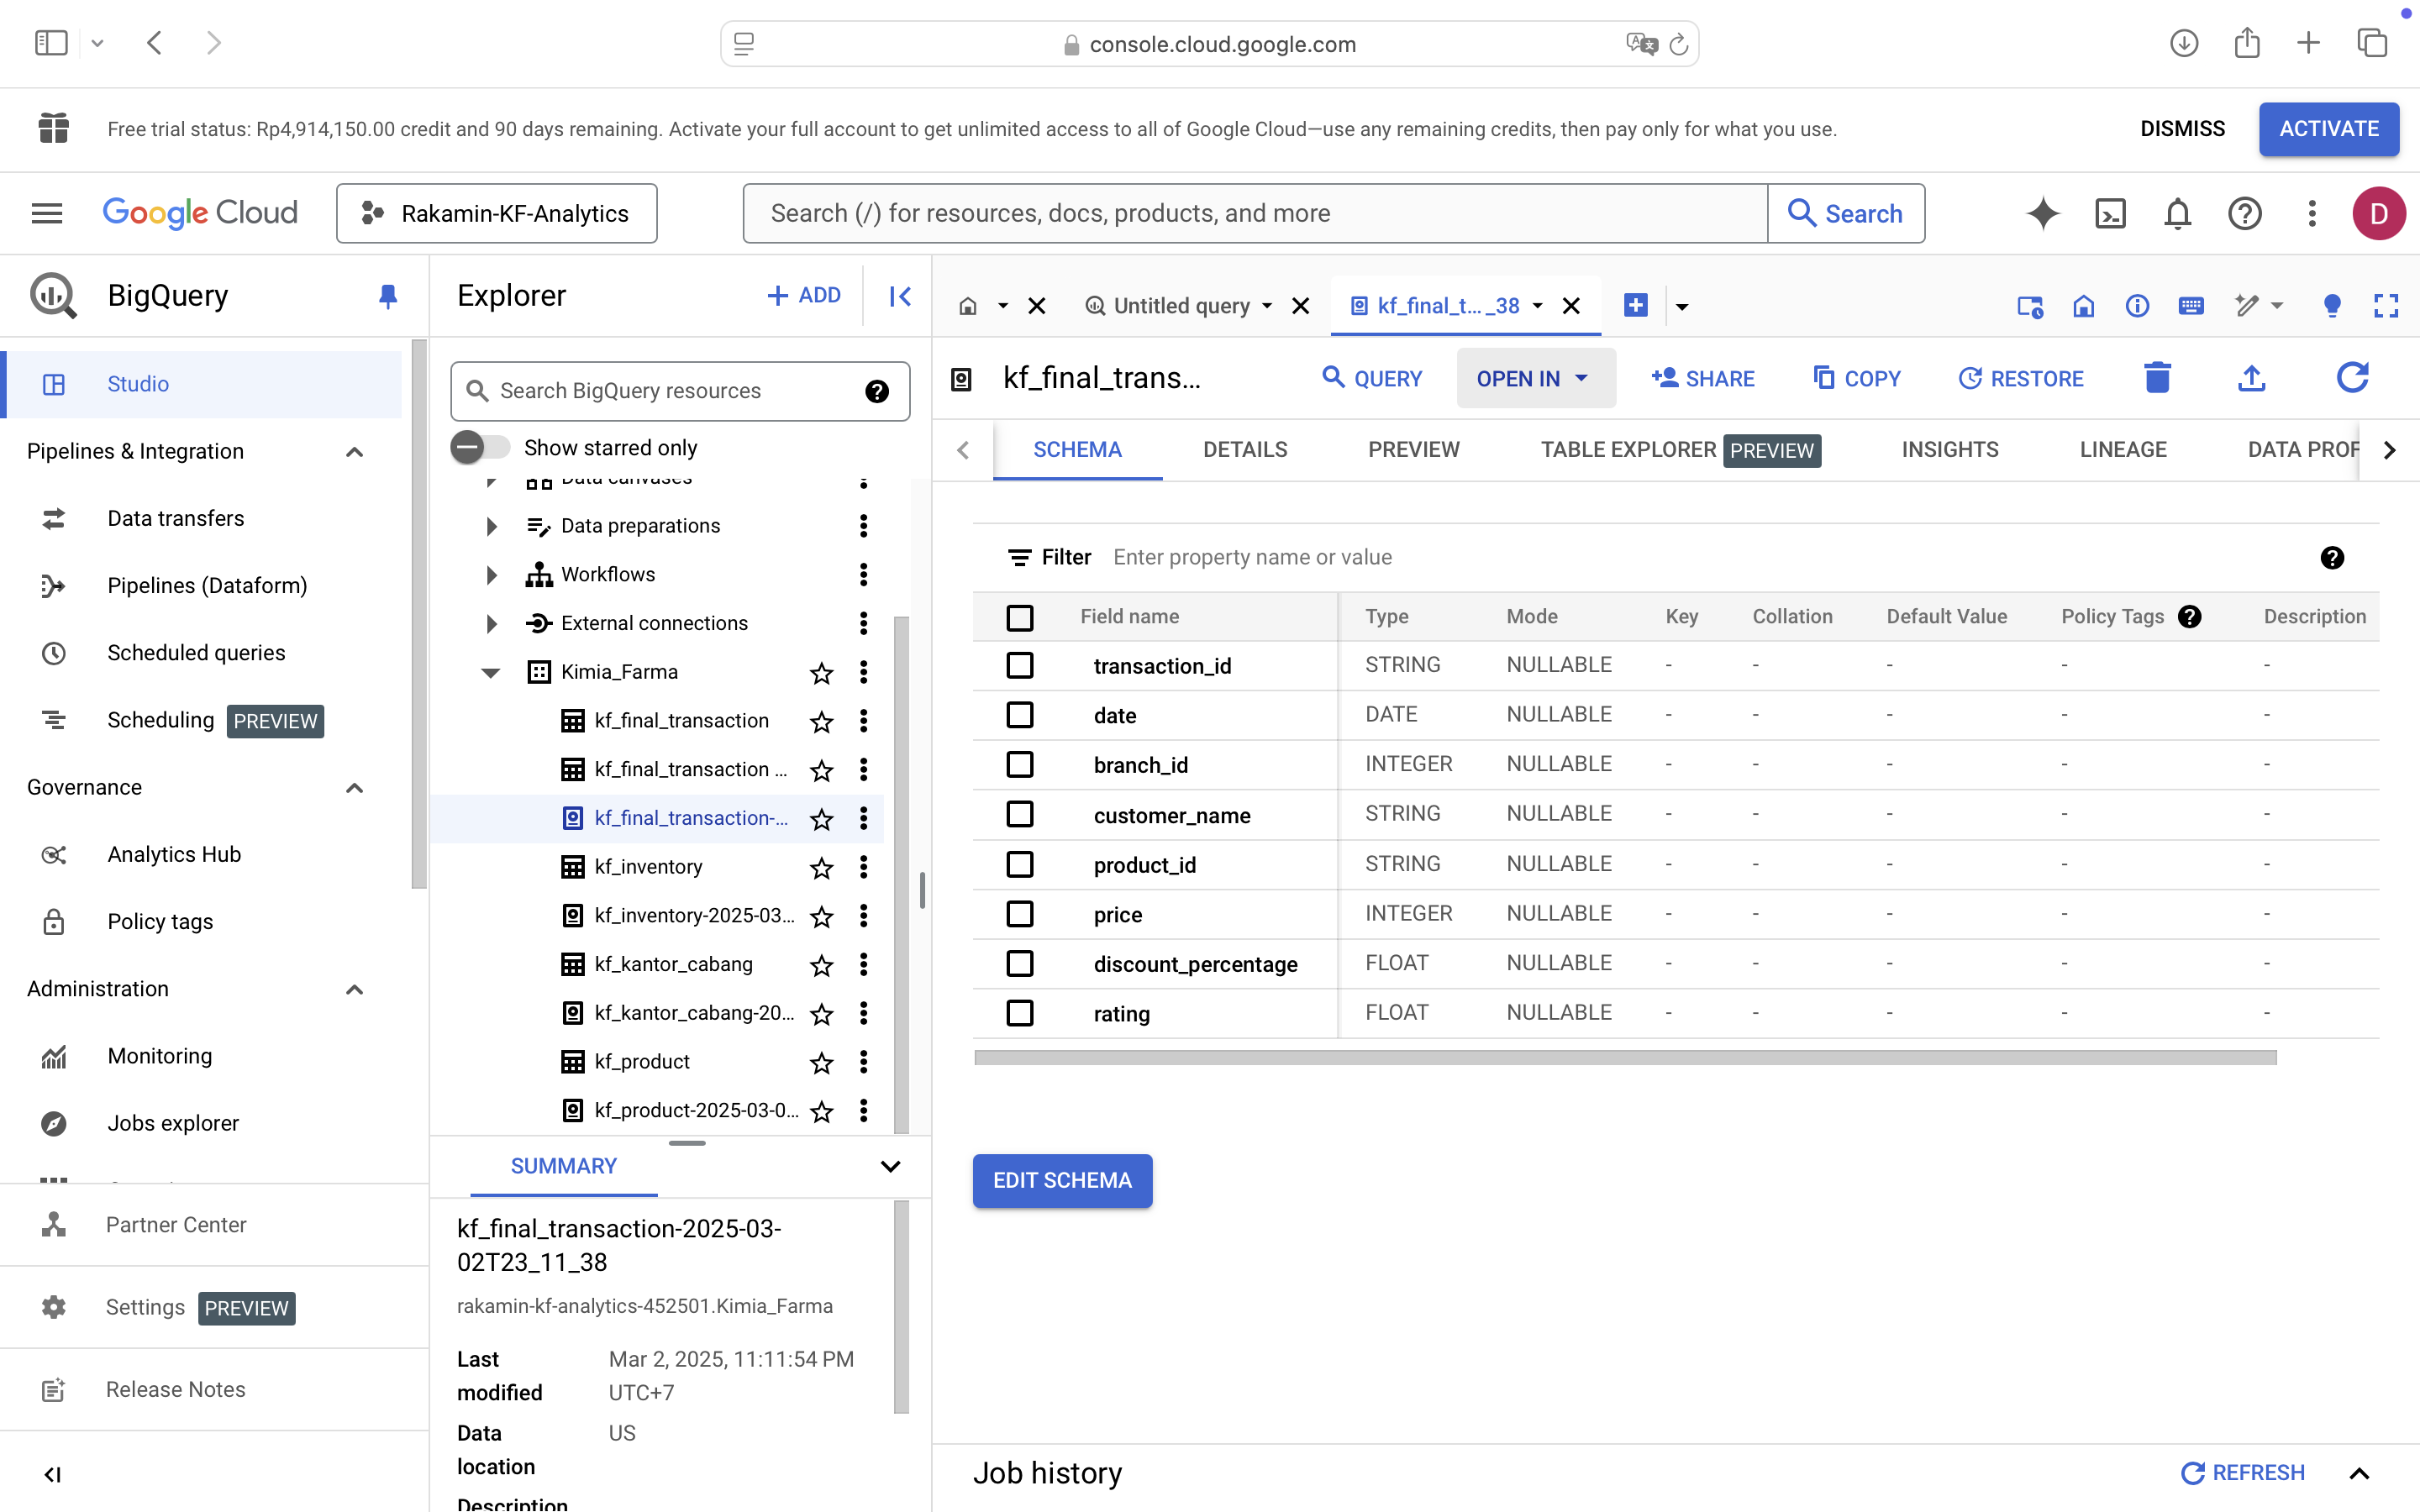 console.cloud.google.com
Free trial status: Rp4,914,150.00 credit and 90 days remaining. Activate your full account to get unlimited access to all of Google Cloud—use any remaining credits, then pay only for what you use.
DISMISS
ACTIVATE
Google Cloud
Rakamin-KF-Analytics
Search (/) for resources, docs, products, and more
Search
D
BigQuery
Studio
Pipelines & Integration
Data transfers
Pipelines (Dataform)
Scheduled queries
Scheduling PREVIEW
Governance
Analytics Hub
Policy tags
Administration
Monitoring
Jobs explorer
Partner Center
Settings PREVIEW
Release Notes
Explorer
+ ADD
Search BigQuery resources
Show starred only
Data canvases
Data preparations
Workflows
External connections
Kimia_Farma
kf_final_transaction
kf_final_transaction ...
kf_final_transaction-...
kf_inventory
kf_inventory-2025-03...
kf_kantor_cabang
kf_kantor_cabang-20...
kf_product
kf_product-2025-03-0...
SUMMARY
kf_final_transaction-2025-03-
02T23_11_38
rakamin-kf-analytics-452501.Kimia_Farma
Last modified Mar 2, 2025, 11:11:54 PM UTC+7
Data location US
Description
Untitled query
kf_final_t..._38
kf_final_trans...
QUERY
OPEN IN
SHARE
COPY
RESTORE
SCHEMA
DETAILS
PREVIEW
TABLE EXPLORER PREVIEW
INSIGHTS
LINEAGE
DATA PROF
Filter Enter property name or value
Field name Type Mode Key Collation Default Value Policy Tags Description
transaction_id STRING NULLABLE - - - - -
date DATE NULLABLE - - - - -
branch_id INTEGER NULLABLE - - - - -
customer_name STRING NULLABLE - - - - -
product_id STRING NULLABLE - - - - -
price INTEGER NULLABLE - - - - -
discount_percentage FLOAT NULLABLE - - - - -
rating FLOAT NULLABLE - - - - -
EDIT SCHEMA
Job history
REFRESH